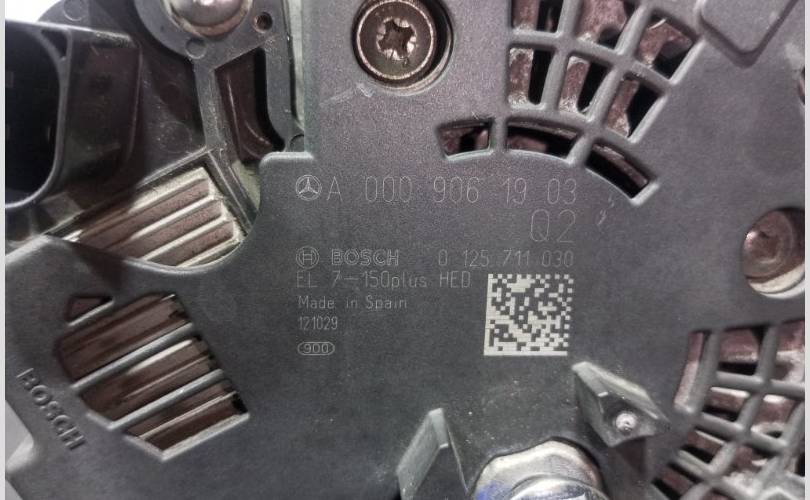 A 000 906 19 03
Q2
BOSCH 0 125 711 030
EL 7-150plus HED
Made in Spain
121029
900
BOSCH